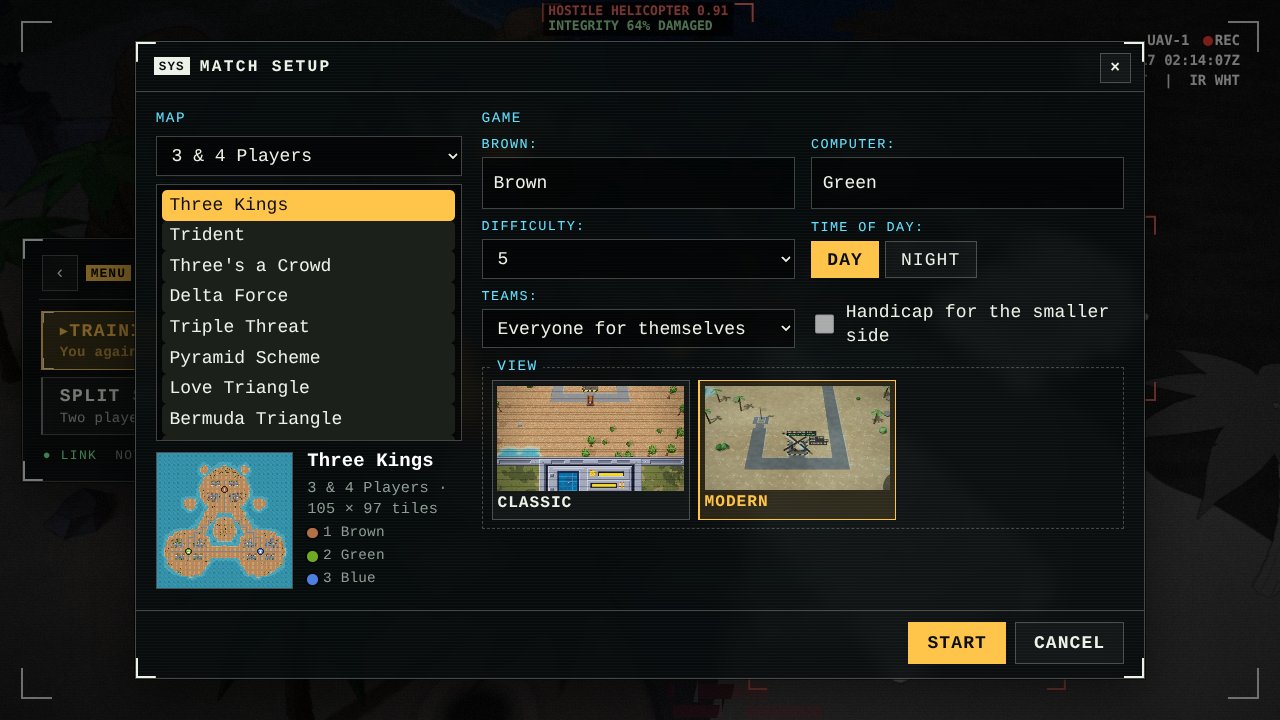 HOSTILE HELICOPTER 0.91
INTEGRITY 64% DAMAGED
UAV-1 REC
7 02:14:07Z
| IR WHT
SYS MATCH SETUP
×
MAP
3 & 4 Players
Three Kings
Trident
Three's a Crowd
Delta Force
Triple Threat
Pyramid Scheme
Love Triangle
Bermuda Triangle
Three Kings
3 & 4 Players ·
105 × 97 tiles
1 Brown
2 Green
3 Blue
GAME
BROWN:
Brown
COMPUTER:
Green
DIFFICULTY:
5
TIME OF DAY:
DAY
NIGHT
TEAMS:
Everyone for themselves
Handicap for the smaller
side
VIEW
CLASSIC
MODERN
START
CANCEL
‹ MENU
▸TRAINI
You again
SPLIT
Two playe
● LINK NO